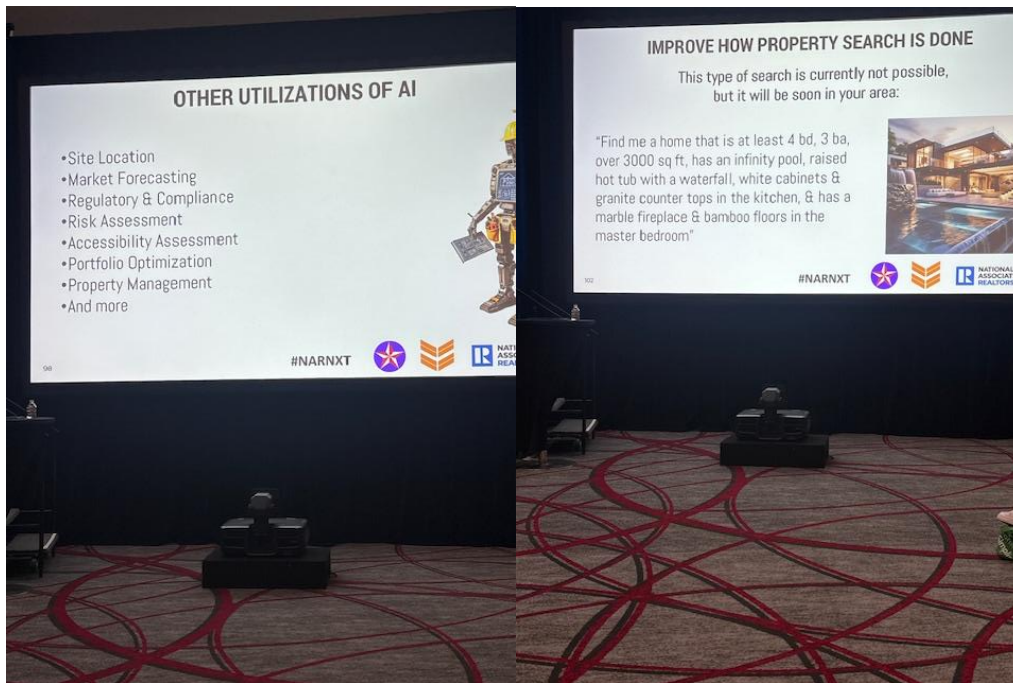 OTHER UTILIZATIONS OF AI
•Site Location
•Market Forecasting
•Regulatory & Compliance
•Risk Assessment
•Accessibility Assessment
•Portfolio Optimization
•Property Management
•And more
98
#NARNXT
IMPROVE HOW PROPERTY SEARCH IS DONE
This type of search is currently not possible,
but it will be soon in your area:
“Find me a home that is at least 4 bd, 3 ba,
over 3000 sq ft, has an infinity pool, raised
hot tub with a waterfall, white cabinets &
granite counter tops in the kitchen, & has a
marble fireplace & bamboo floors in the
master bedroom”
102
#NARNXT
R
NATIONAL
REALTORS